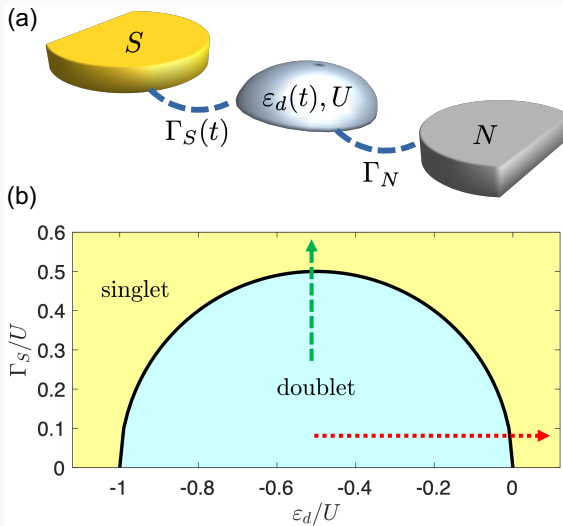 (a)
S
ε_d(t), U
Γ_S(t)
N
Γ_N
(b)
0.6
0.5
singlet
0.4
Γ_S/U
0.3
0.2
doublet
0.1
0
-1 -0.8 -0.6 -0.4 -0.2 0
ε_d/U